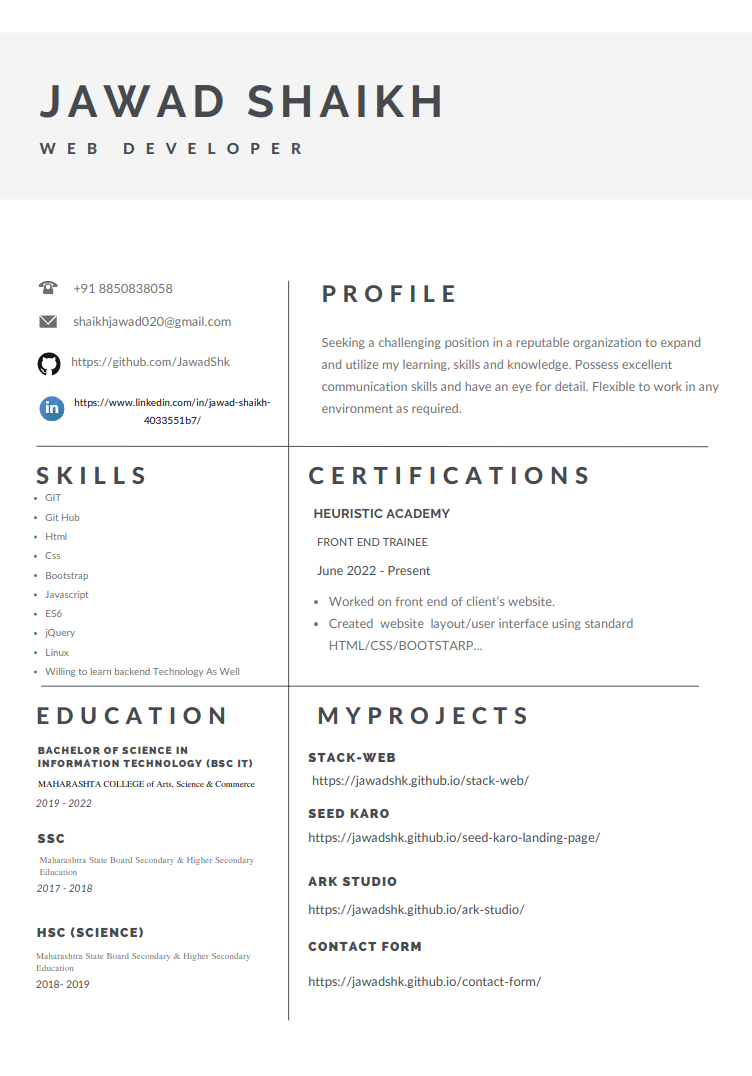 JAWAD SHAIKH
WEB DEVELOPER
+91 8850838058
shaikhjawad020@gmail.com
https://github.com/JawadShk
in https://www.linkedin.com/in/jawad-shaikh-
4033551b7/
PROFILE
Seeking a challenging position in a reputable organization to expand
and utilize my learning, skills and knowledge. Possess excellent
communication skills and have an eye for detail. Flexible to work in any
environment as required.
SKILLS
• GIT
• Git Hub
• Html
• Css
• Bootstrap
• Javascript
• ES6
• jQuery
• Linux
• Willing to learn backend Technology As Well
CERTIFICATIONS
HEURISTIC ACADEMY
FRONT END TRAINEE
June 2022 - Present
• Worked on front end of client's website.
• Created website layout/user interface using standard
HTML/CSS/BOOTSTARP...
EDUCATION
BACHELOR OF SCIENCE IN
INFORMATION TECHNOLOGY (BSC IT)
MAHARASHTA COLLEGE of Arts, Science & Commerce
2019 - 2022
SSC
Maharashtra State Board Secondary & Higher Secondary
Education
2017 - 2018
HSC (SCIENCE)
Maharashtra State Board Secondary & Higher Secondary
Education
2018- 2019
MYPROJECTS
STACK-WEB
https://jawadshk.github.io/stack-web/
SEED KARO
https://jawadshk.github.io/seed-karo-landing-page/
ARK STUDIO
https://jawadshk.github.io/ark-studio/
CONTACT FORM
https://jawadshk.github.io/contact-form/